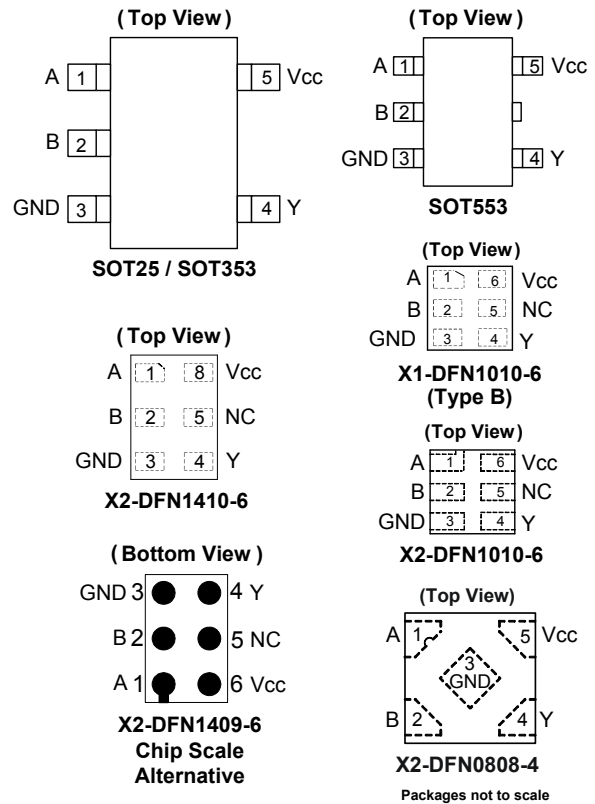 (Top View)
A 1 5 Vcc
B 2
GND 3 4 Y
SOT25 / SOT353
(Top View)
A 1 5 Vcc
B 2
GND 3 4 Y
SOT553
(Top View)
A 1 6 Vcc
B 2 5 NC
GND 3 4 Y
X1-DFN1010-6
(Type B)
(Top View)
A 1 8 Vcc
B 2 5 NC
GND 3 4 Y
X2-DFN1410-6
(Top View)
A 1 6 Vcc
B 2 5 NC
GND 3 4 Y
X2-DFN1010-6
(Bottom View)
GND 3 4 Y
B 2 5 NC
A 1 6 Vcc
X2-DFN1409-6
Chip Scale
Alternative
(Top View)
A 1 5 Vcc
3
GND
B 2 4 Y
X2-DFN0808-4
Packages not to scale